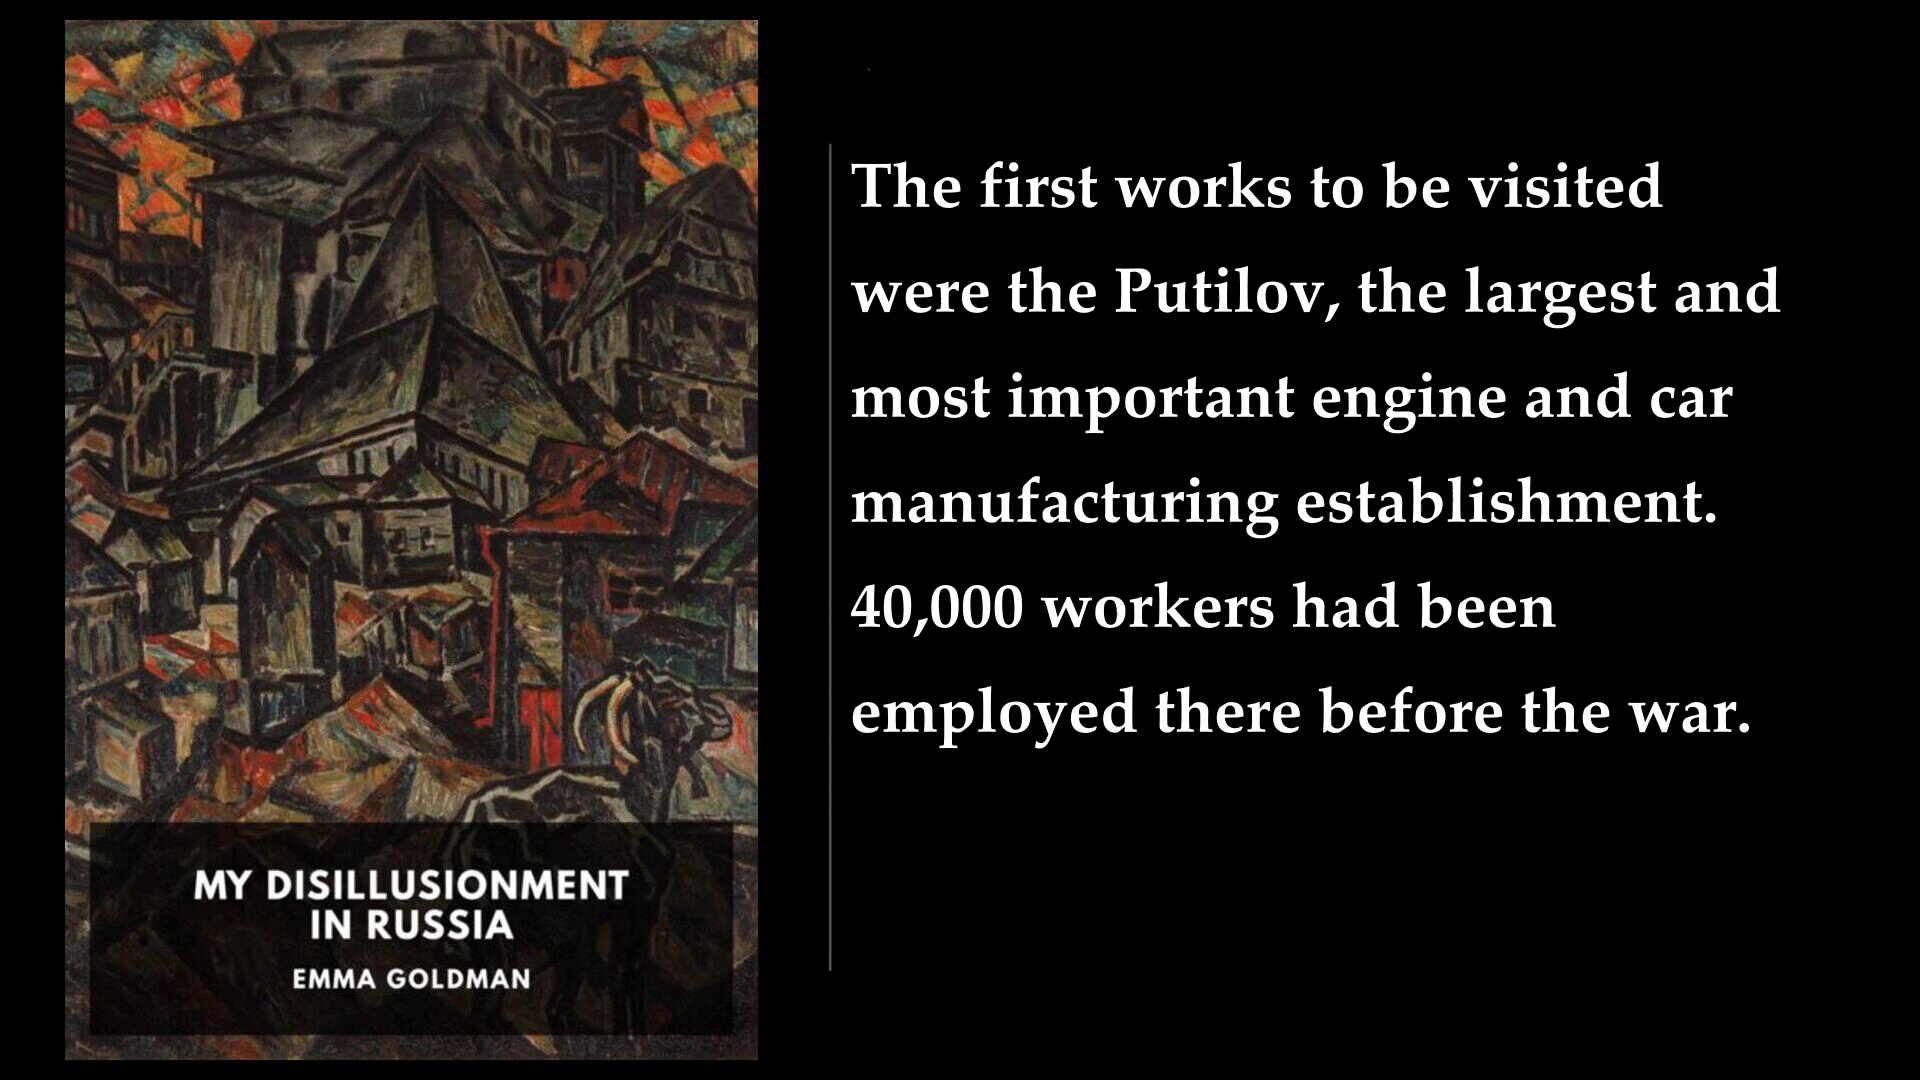 MY DISILLUSIONMENT
IN RUSSIA
EMMA GOLDMAN
The first works to be visited
were the Putilov, the largest and
most important engine and car
manufacturing establishment.
40,000 workers had been
employed there before the war.